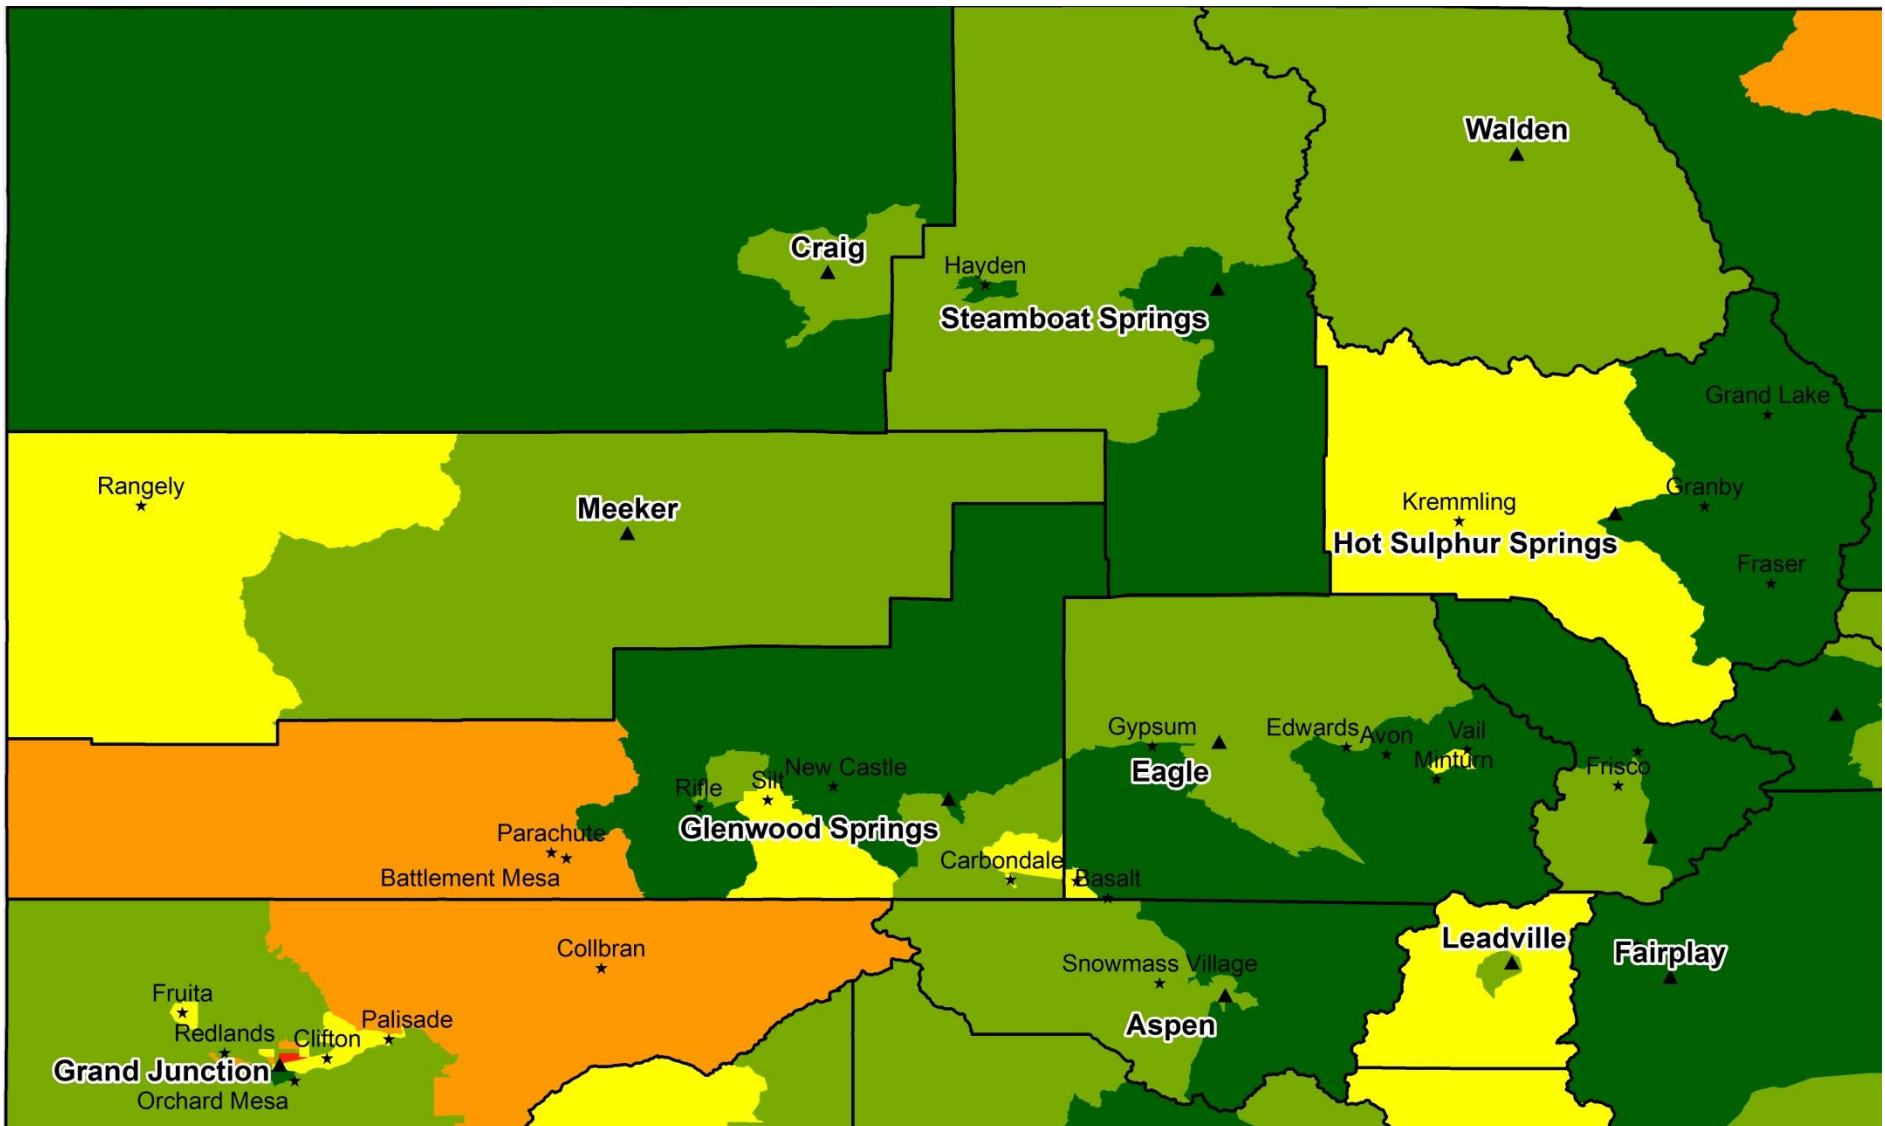 Walden
Craig
Hayden
Steamboat Springs
Grand Lake
Rangely
Meeker
Granby
Kremmling
Hot Sulphur Springs
Fraser
Gypsum
Edwards
Avon
Vail
Minturn
Eagle
Frisco
New Castle
Silt
Rifle
Glenwood Springs
Parachute
Battlement Mesa
Carbondale
Basalt
Collbran
Leadville
Fairplay
Snowmass Village
Aspen
Fruita
Redlands
Clifton
Palisade
Grand Junction
Orchard Mesa